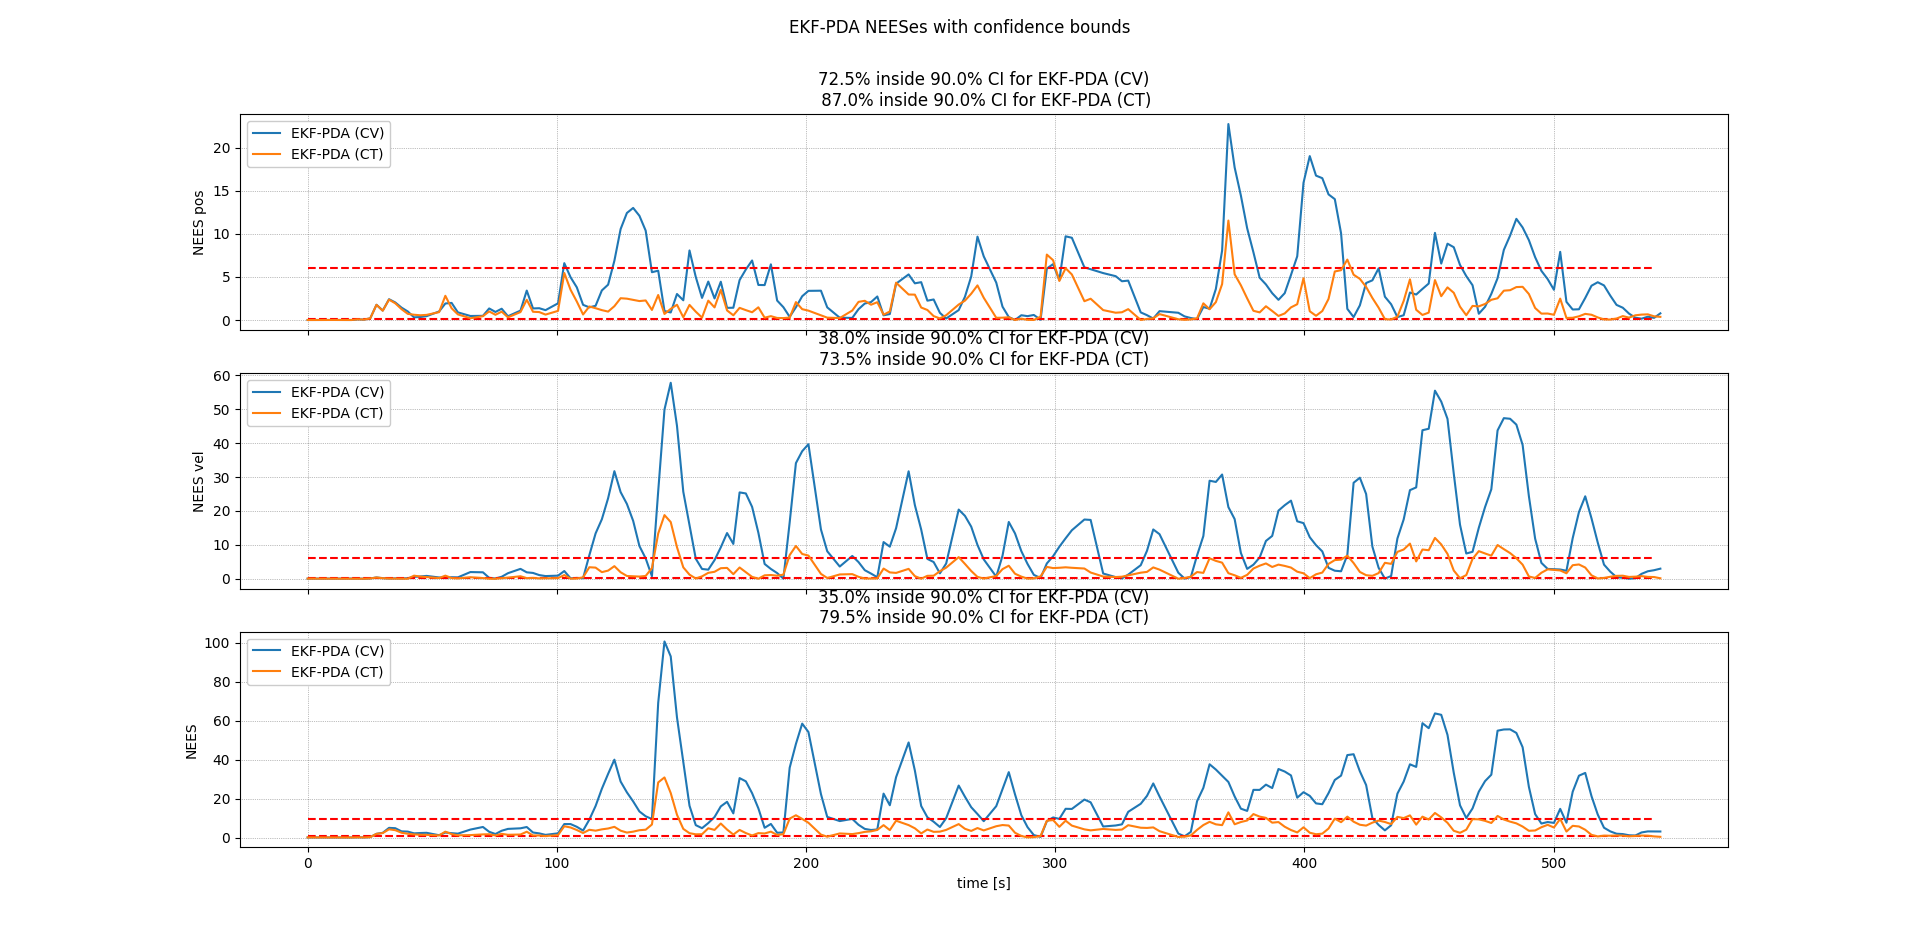 EKF-PDA NEESes with confidence bounds
72.5% inside 90.0% CI for EKF-PDA (CV)
87.0% inside 90.0% CI for EKF-PDA (CT)
EKF-PDA (CV)
EKF-PDA (CT)
NEES pos
20
15
10
5
0
38.0% inside 90.0% CI for EKF-PDA (CV)
73.5% inside 90.0% CI for EKF-PDA (CT)
EKF-PDA (CV)
EKF-PDA (CT)
NEES vel
60
50
40
30
20
10
0
35.0% inside 90.0% CI for EKF-PDA (CV)
79.5% inside 90.0% CI for EKF-PDA (CT)
EKF-PDA (CV)
EKF-PDA (CT)
NEES
100
80
60
40
20
0
0 100 200 300 400 500
time [s]